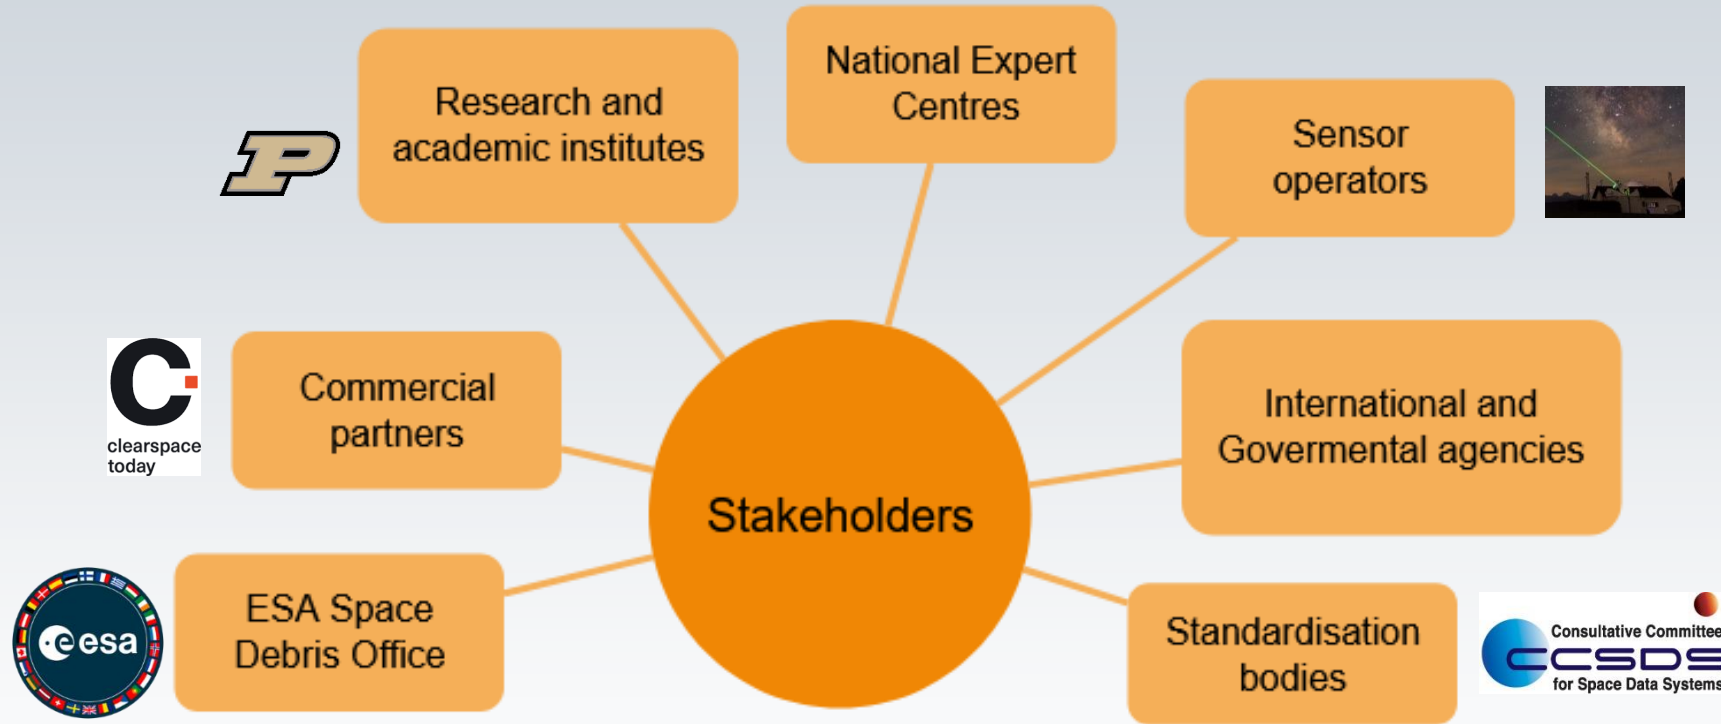 National Expert
Centres
Research and
academic institutes
P
Sensor
operators
Commercial
partners
C
clearspace
today
International and
Govermental agencies
Stakeholders
ESA Space
Debris Office
esa
Standardisation
bodies
Consultative Committee
CCSDS
for Space Data Systems